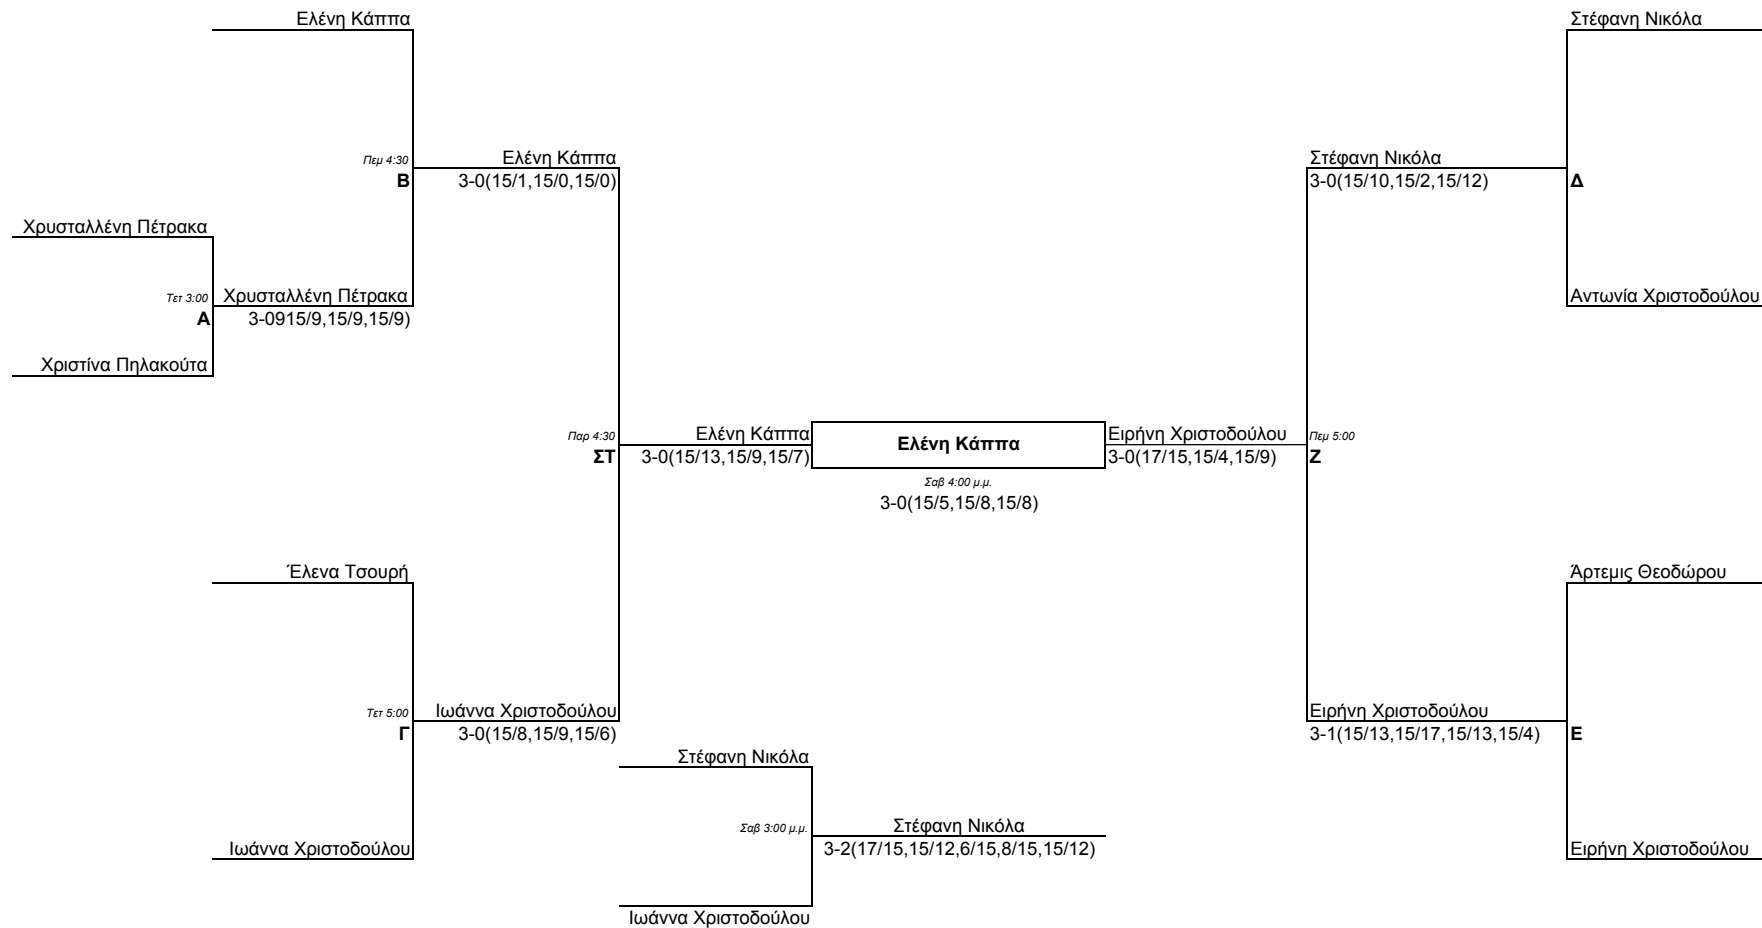 Ελένη Κάππα
Στέφανη Νικόλα
Πεμ 4:30
Ελένη Κάππα
Β
3-0(15/1,15/0,15/0)
Στέφανη Νικόλα
3-0(15/10,15/2,15/12)
Δ
Χρυσταλλένη Πέτρακα
Τετ 3:00
Χρυσταλλένη Πέτρακα
Α
3-0915/9,15/9,15/9)
Αντωνία Χριστοδούλου
Χριστίνα Πηλακούτα
Παρ 4:30
Ελένη Κάππα
ΣΤ
3-0(15/13,15/9,15/7)
Ελένη Κάππα
Ειρήνη Χριστοδούλου
3-0(17/15,15/4,15/9)
Πεμ 5:00
Ζ
Σαβ 4:00 μ.μ.
3-0(15/5,15/8,15/8)
Έλενα Τσουρή
Άρτεμις Θεοδώρου
Τετ 5:00
Ιωάννα Χριστοδούλου
Γ
3-0(15/8,15/9,15/6)
Ειρήνη Χριστοδούλου
3-1(15/13,15/17,15/13,15/4)
Ε
Στέφανη Νικόλα
Σαβ 3:00 μ.μ.
Στέφανη Νικόλα
3-2(17/15,15/12,6/15,8/15,15/12)
Ιωάννα Χριστοδούλου
Ειρήνη Χριστοδούλου
Ιωάννα Χριστοδούλου